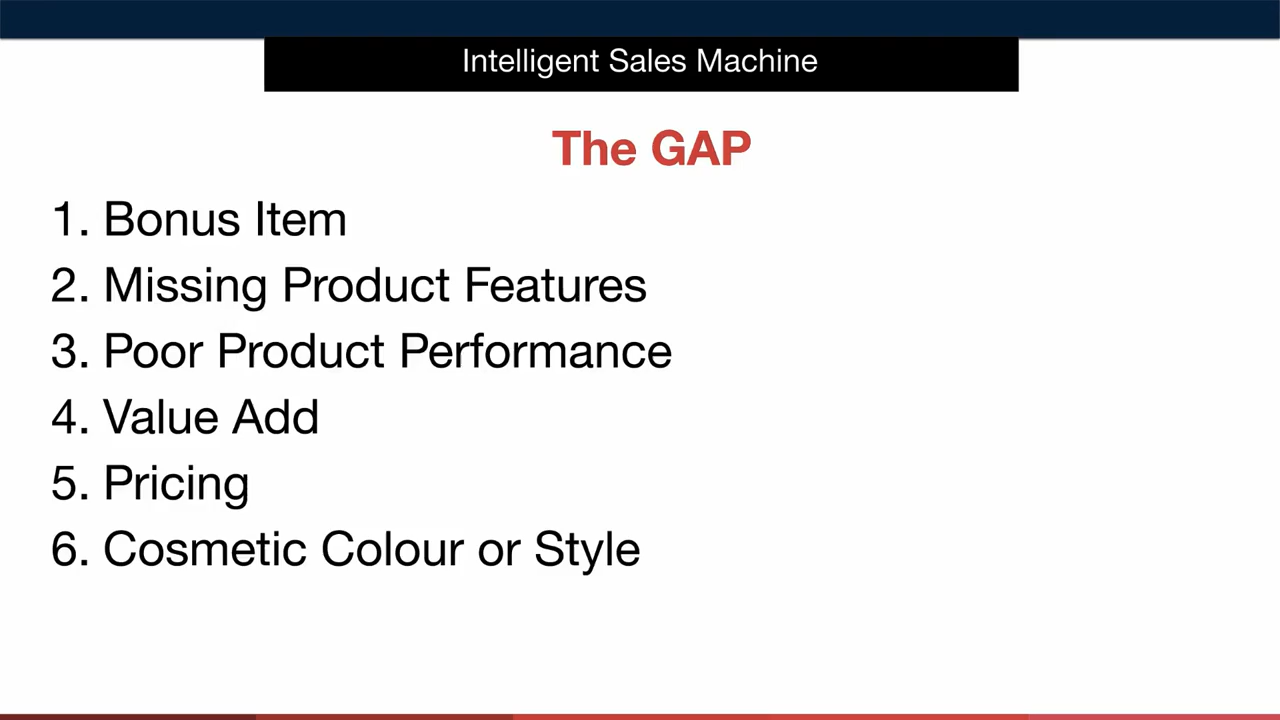 Intelligent Sales Machine
The GAP
1. Bonus Item
2. Missing Product Features
3. Poor Product Performance
4. Value Add
5. Pricing
6. Cosmetic Colour or Style